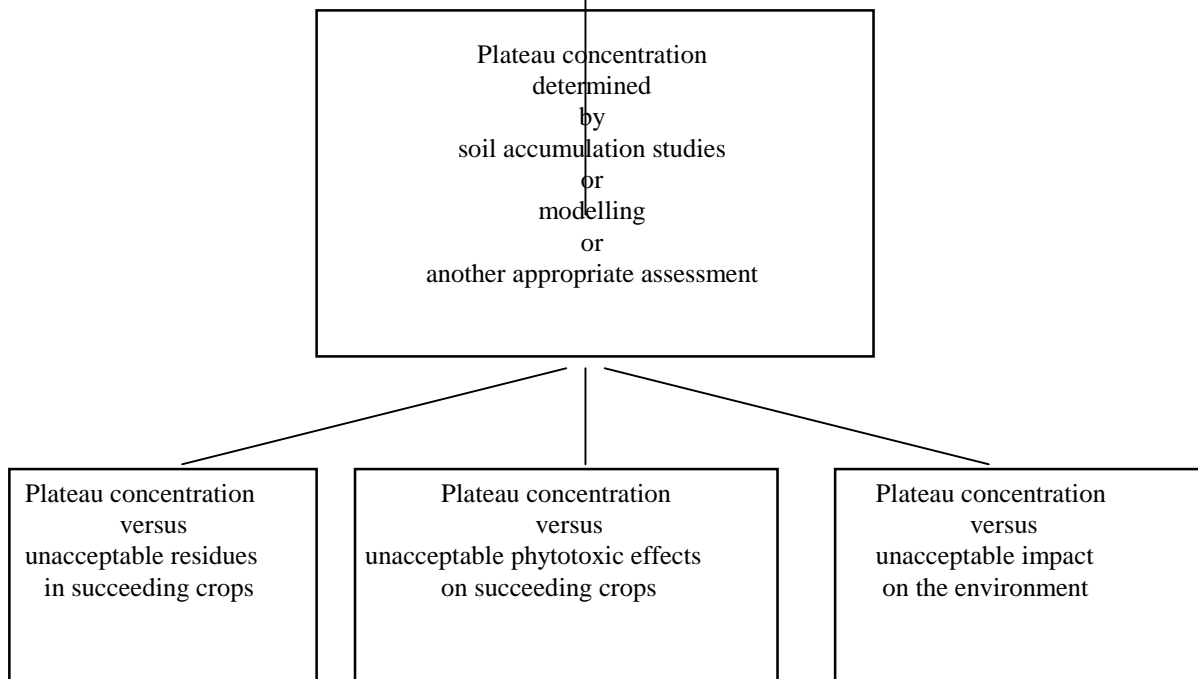 Plateau concentration
determined
by
soil accumulation studies
or
modelling
or
another appropriate assessment
Plateau concentration
versus
unacceptable residues
in succeeding crops
Plateau concentration
versus
unacceptable phytotoxic effects
on succeeding crops
Plateau concentration
versus
unacceptable impact
on the environment